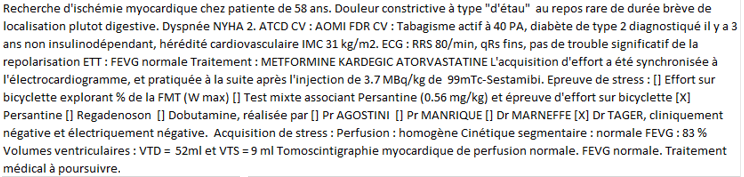 Recherche d'ischémie myocardique chez patiente de 58 ans. Douleur constrictive à type "d'étau"  au repos rare de durée brève de
localisation plutot digestive. Dyspnée NYHA 2. ATCD CV : AOMI FDR CV : Tabagisme actif à 40 PA, diabète de type 2 diagnostiqué il y a 3
ans non insulinodépendant, hérédité cardiovasculaire IMC 31 kg/m2. ECG : RRS 80/min, qRs fins, pas de trouble significatif de la
repolarisation ETT : FEVG normale Traitement : METFORMINE KARDEGIC ATORVASTATINE L'acquisition d'effort a été synchronisée à
l'électrocardiogramme, et pratiquée à la suite après l'injection de 3.7 MBq/kg de  99mTc-Sestamibi. Epreuve de stress : [] Effort sur
bicyclette explorant % de la FMT (W max) [] Test mixte associant Persantine (0.56 mg/kg) et épreuve d'effort sur bicyclette [X]
Persantine [] Regadenoson  [] Dobutamine, réalisée par [] Pr AGOSTINI  [] Pr MANRIQUE [] Dr MARNEFFE [X] Dr TAGER, cliniquement
négative et électriquement négative.  Acquisition de stress : Perfusion : homogène Cinétique segmentaire : normale FEVG : 83 %
Volumes ventriculaires : VTD =  52ml et VTS = 9 ml Tomoscintigraphie myocardique de perfusion normale. FEVG normale. Traitement
médical à poursuivre.